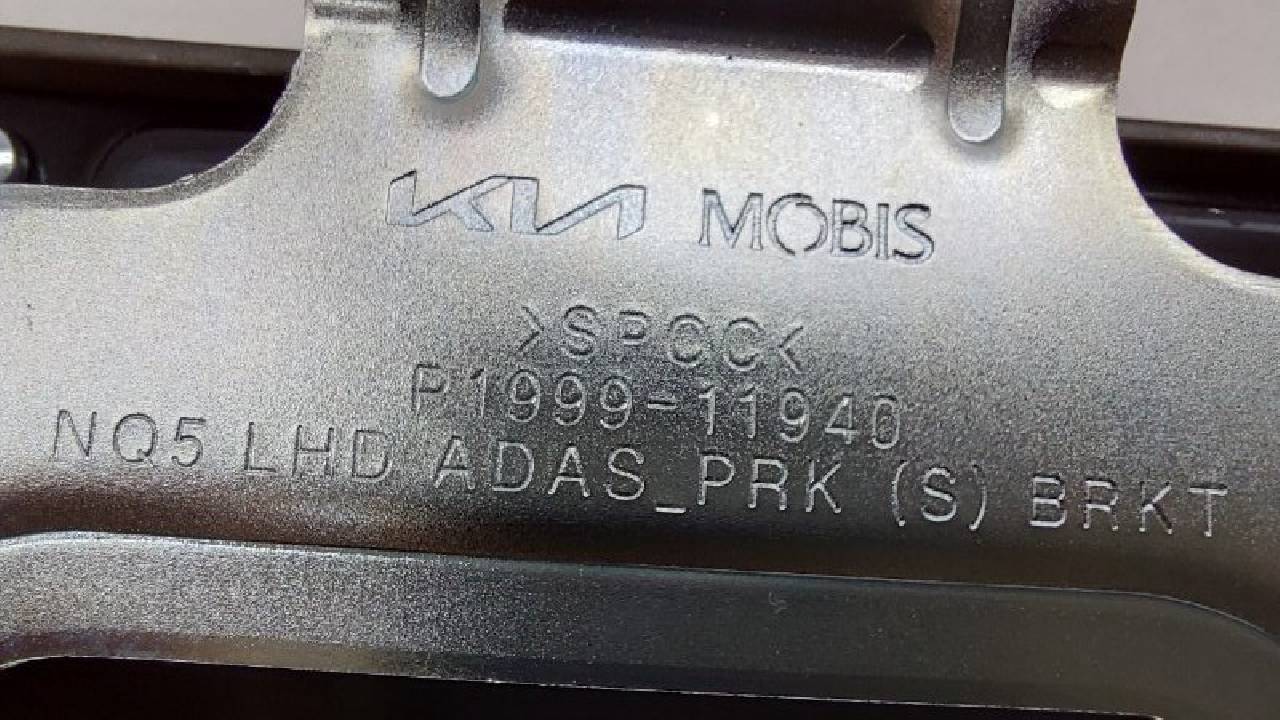 KIA MOBIS
>SPCC<
P1999-11940
NQ5 LHD ADAS_PRK (S) BRKT